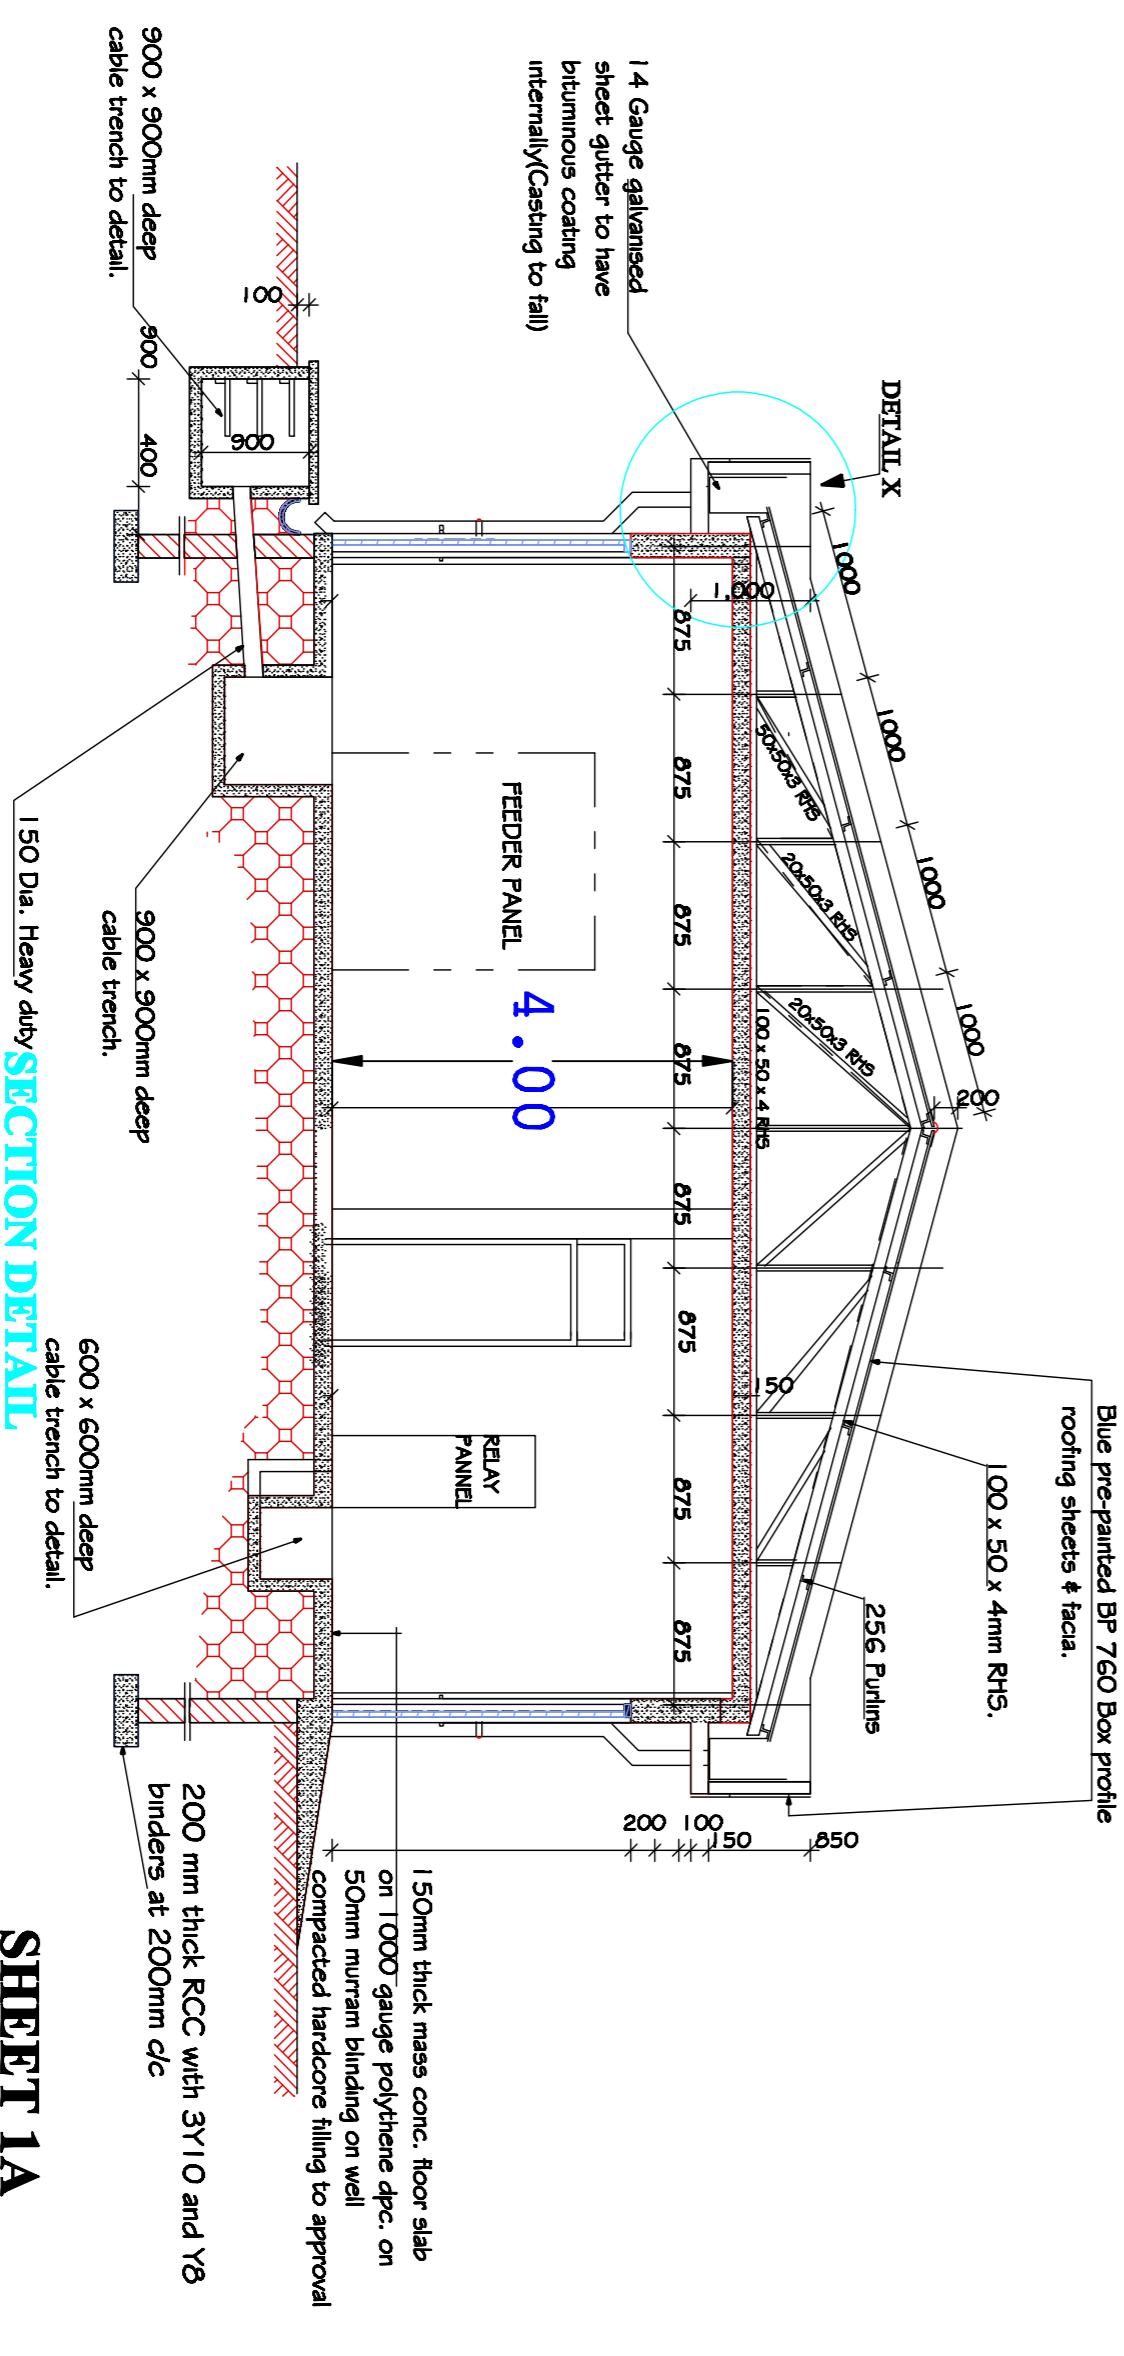 Blue pre-painted BP 760 Box profile
roofing sheets & facia.
100 x 50 x 4mm RHS.
256 Purlins
DETAIL X
14 Gauge galvanised
sheet gutter to have
bituminous coating
internally(Casting to fall)
1000
1000
1000
1000
200
1,000
50x50x3 RHS
20x50x3 RHS
20x50x3 RHS
100 x 50 x 4 RHS
150
875
875
875
875
875
875
875
875
850
150
100
200
FEEDER PANEL
4.00
RELAY
PANNEL
150mm thick mass conc. floor slab
on 1000 gauge polythene dpc. on
50mm murram blinding on well
compacted hardcore filling to approval
100
900
900
400
900 x 900mm deep
cable trench to detail.
900 x 900mm deep
cable trench.
150 Dia. Heavy duty
600 x 600mm deep
cable trench to detail.
200 mm thick RCC with 3Y10 and Y8
binders at 200mm c/c
SECTION DETAIL
SHEET 1A